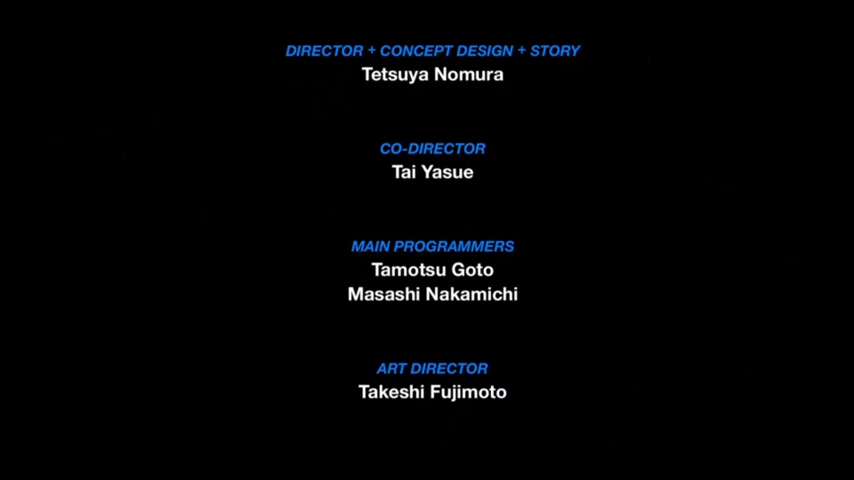 DIRECTOR + CONCEPT DESIGN + STORY
Tetsuya Nomura
CO-DIRECTOR
Tai Yasue
MAIN PROGRAMMERS
Tamotsu Goto
Masashi Nakamichi
ART DIRECTOR
Takeshi Fujimoto